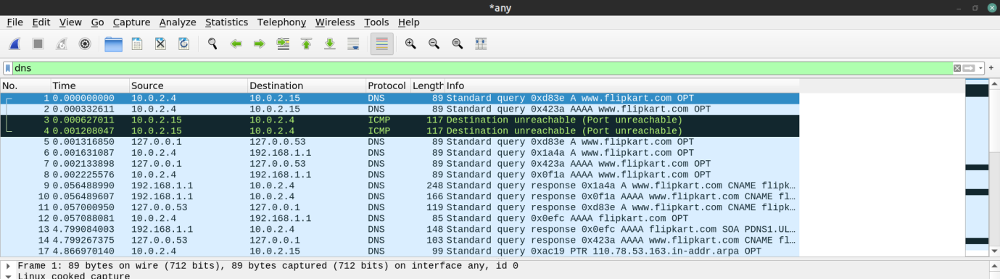 *any
File Edit View Go Capture Analyze Statistics Telephony Wireless Tools Help
dns
No. Time Source Destination Protocol Length Info
1 0.000000000 10.0.2.4 10.0.2.15 DNS 89 Standard query 0xd83e A www.flipkart.com OPT
2 0.000332611 10.0.2.4 10.0.2.15 DNS 89 Standard query 0x423a AAAA www.flipkart.com OPT
3 0.000627011 10.0.2.15 10.0.2.4 ICMP 117 Destination unreachable (Port unreachable)
4 0.001208047 10.0.2.15 10.0.2.4 ICMP 117 Destination unreachable (Port unreachable)
5 0.001316850 127.0.0.1 127.0.0.53 DNS 89 Standard query 0xd83e A www.flipkart.com OPT
6 0.001631087 10.0.2.4 192.168.1.1 DNS 89 Standard query 0x1a4a A www.flipkart.com OPT
7 0.002133898 127.0.0.1 127.0.0.53 DNS 89 Standard query 0x423a AAAA www.flipkart.com OPT
8 0.002225576 10.0.2.4 192.168.1.1 DNS 89 Standard query 0x0f1a AAAA www.flipkart.com OPT
9 0.056488990 192.168.1.1 10.0.2.4 DNS 248 Standard query response 0x1a4a A www.flipkart.com CNAME flipk…
10 0.056489607 192.168.1.1 10.0.2.4 DNS 166 Standard query response 0x0f1a AAAA www.flipkart.com CNAME fl…
11 0.057000950 127.0.0.53 127.0.0.1 DNS 119 Standard query response 0xd83e A www.flipkart.com CNAME flipk…
12 0.057088081 10.0.2.4 192.168.1.1 DNS 85 Standard query 0x0efc AAAA flipkart.com OPT
13 4.799084003 192.168.1.1 10.0.2.4 DNS 148 Standard query response 0x0efc AAAA flipkart.com SOA PDNS1.UL…
14 4.799267375 127.0.0.53 127.0.0.1 DNS 103 Standard query response 0x423a AAAA www.flipkart.com CNAME fl…
17 4.866970140 10.0.2.4 10.0.2.15 DNS 99 Standard query 0xac19 PTR 110.78.53.163.in-addr.arpa OPT
Frame 1: 89 bytes on wire (712 bits), 89 bytes captured (712 bits) on interface any, id 0
Linux cooked capture